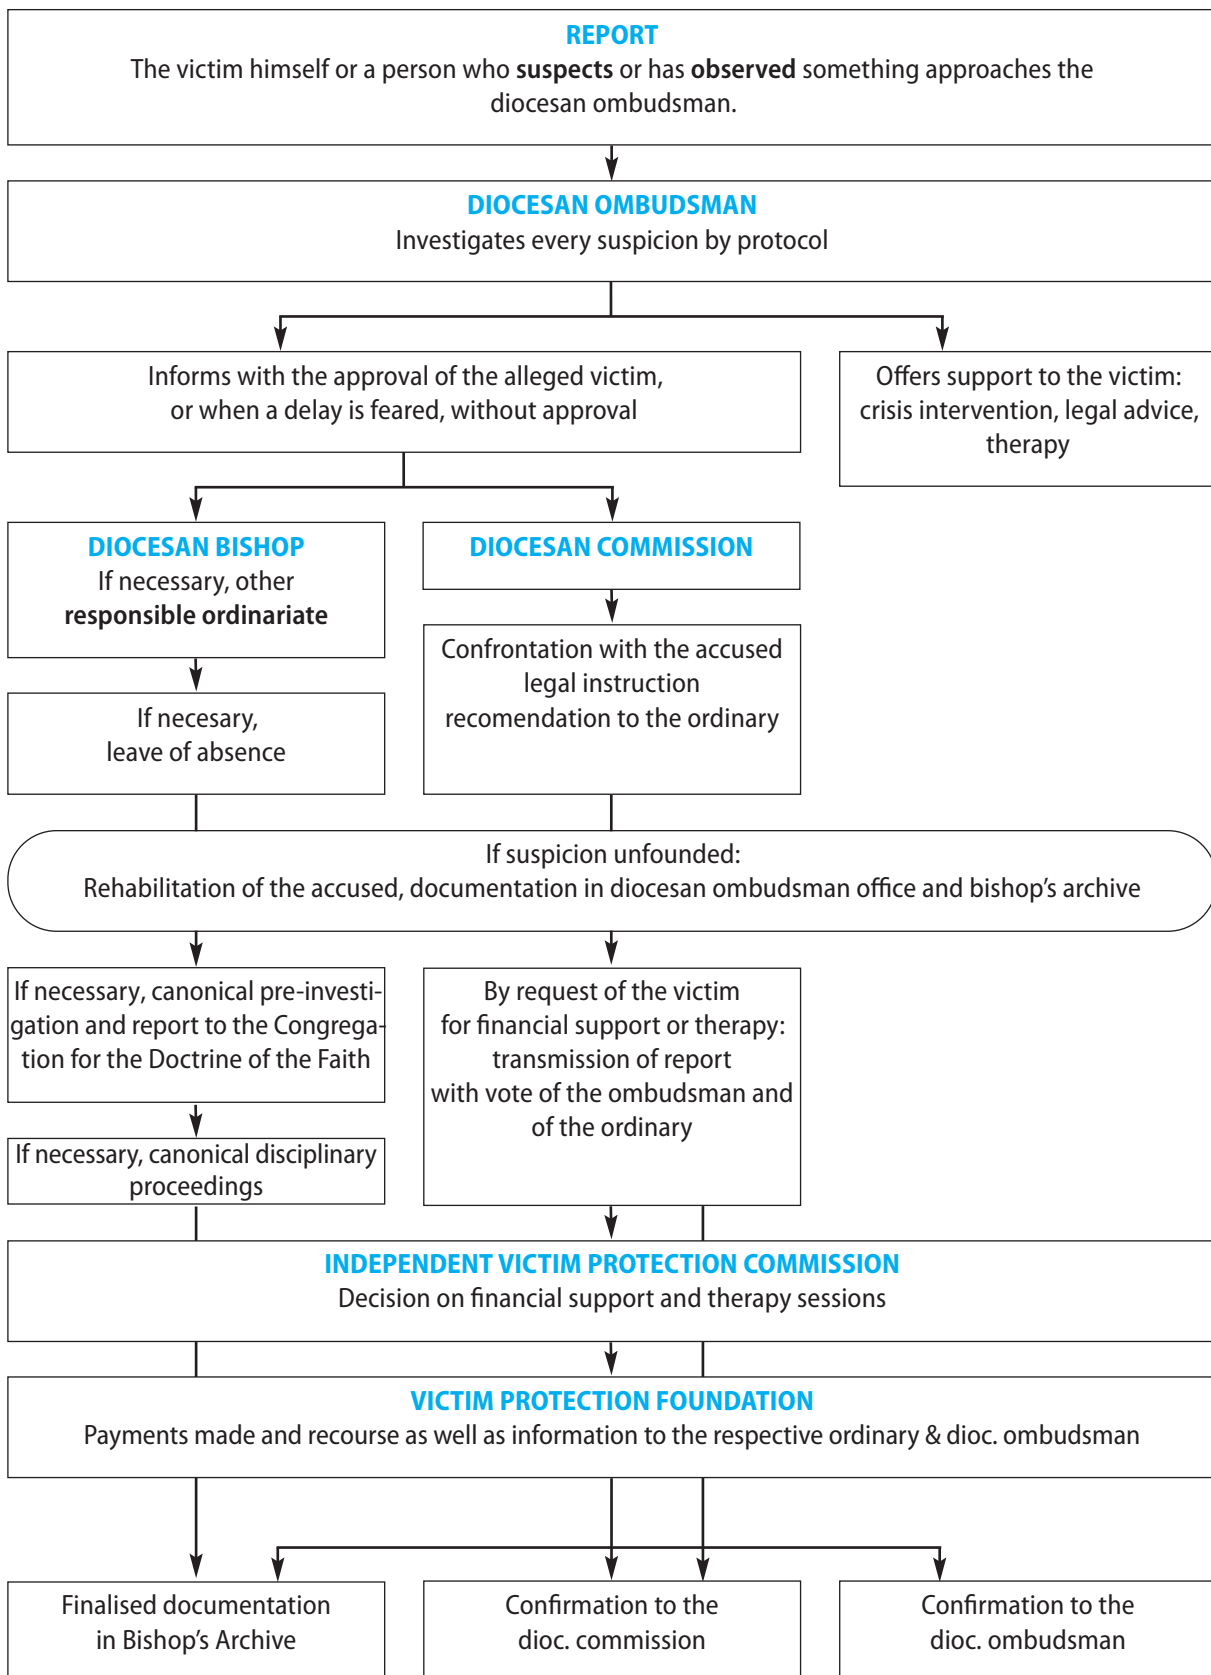 REPORT
The victim himself or a person who suspects or has observed something approaches the
diocesan ombudsman.
DIOCESAN OMBUDSMAN
Investigates every suspicion by protocol
Informs with the approval of the alleged victim,
or when a delay is feared, without approval
Offers support to the victim:
crisis intervention, legal advice,
therapy
DIOCESAN BISHOP
If necessary, other
responsible ordinariate
DIOCESAN COMMISSION
If necesary,
leave of absence
Confrontation with the accused
legal instruction
recomendation to the ordinary
If suspicion unfounded:
Rehabilitation of the accused, documentation in diocesan ombudsman office and bishop's archive
If necessary, canonical pre-investi-
gation and report to the Congrega-
tion for the Doctrine of the Faith
If necessary, canonical disciplinary
proceedings
By request of the victim
for financial support or therapy:
transmission of report
with vote of the ombudsman and
of the ordinary
INDEPENDENT VICTIM PROTECTION COMMISSION
Decision on financial support and therapy sessions
VICTIM PROTECTION FOUNDATION
Payments made and recourse as well as information to the respective ordinary & dioc. ombudsman
Finalised documentation
in Bishop's Archive
Confirmation to the
dioc. commission
Confirmation to the
dioc. ombudsman